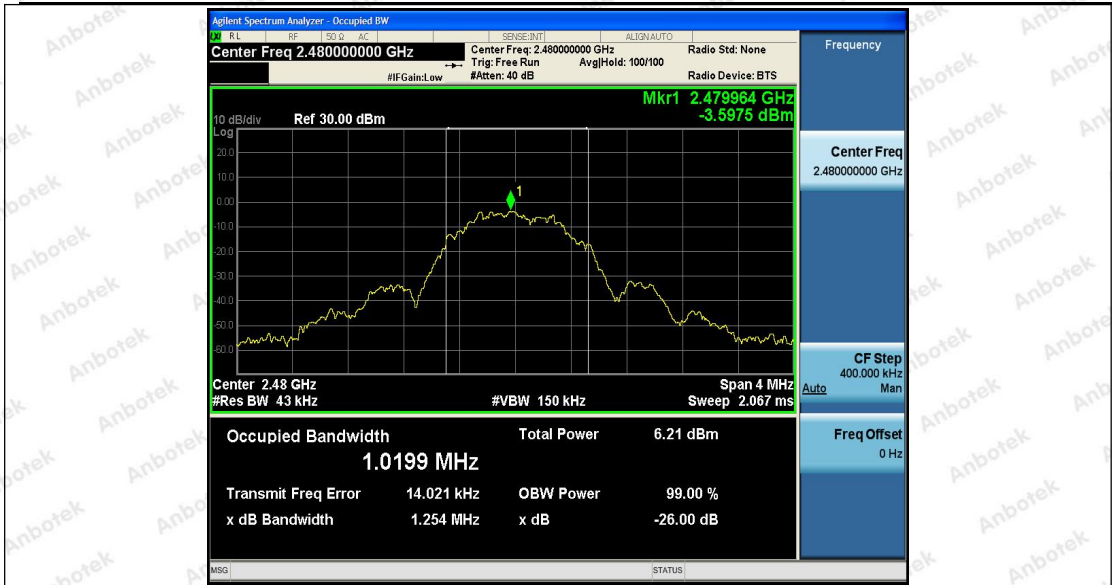 Agilent Spectrum Analyzer - Occupied BW
RL RF 50 Ω AC SENSE:INT ALIGN AUTO
Center Freq 2.480000000 GHz
Center Freq: 2.480000000 GHz Radio Std: None
Trig: Free Run Avg|Hold: 100/100
#IFGain:Low #Atten: 40 dB Radio Device: BTS
Mkr1 2.479964 GHz
-3.5975 dBm
10 dB/div Ref 30.00 dBm
Log
20.0
10.0
0.00
-10.0
-20.0
-30.0
-40.0
-50.0
-60.0
1
Center 2.48 GHz Span 4 MHz
#Res BW 43 kHz #VBW 150 kHz Sweep 2.067 ms
Occupied Bandwidth Total Power 6.21 dBm
1.0199 MHz
Transmit Freq Error 14.021 kHz OBW Power 99.00 %
x dB Bandwidth 1.254 MHz x dB -26.00 dB
MSG STATUS
Frequency
Center Freq
2.480000000 GHz
CF Step
400.000 kHz
Auto Man
Freq Offset
0 Hz
Anbotek